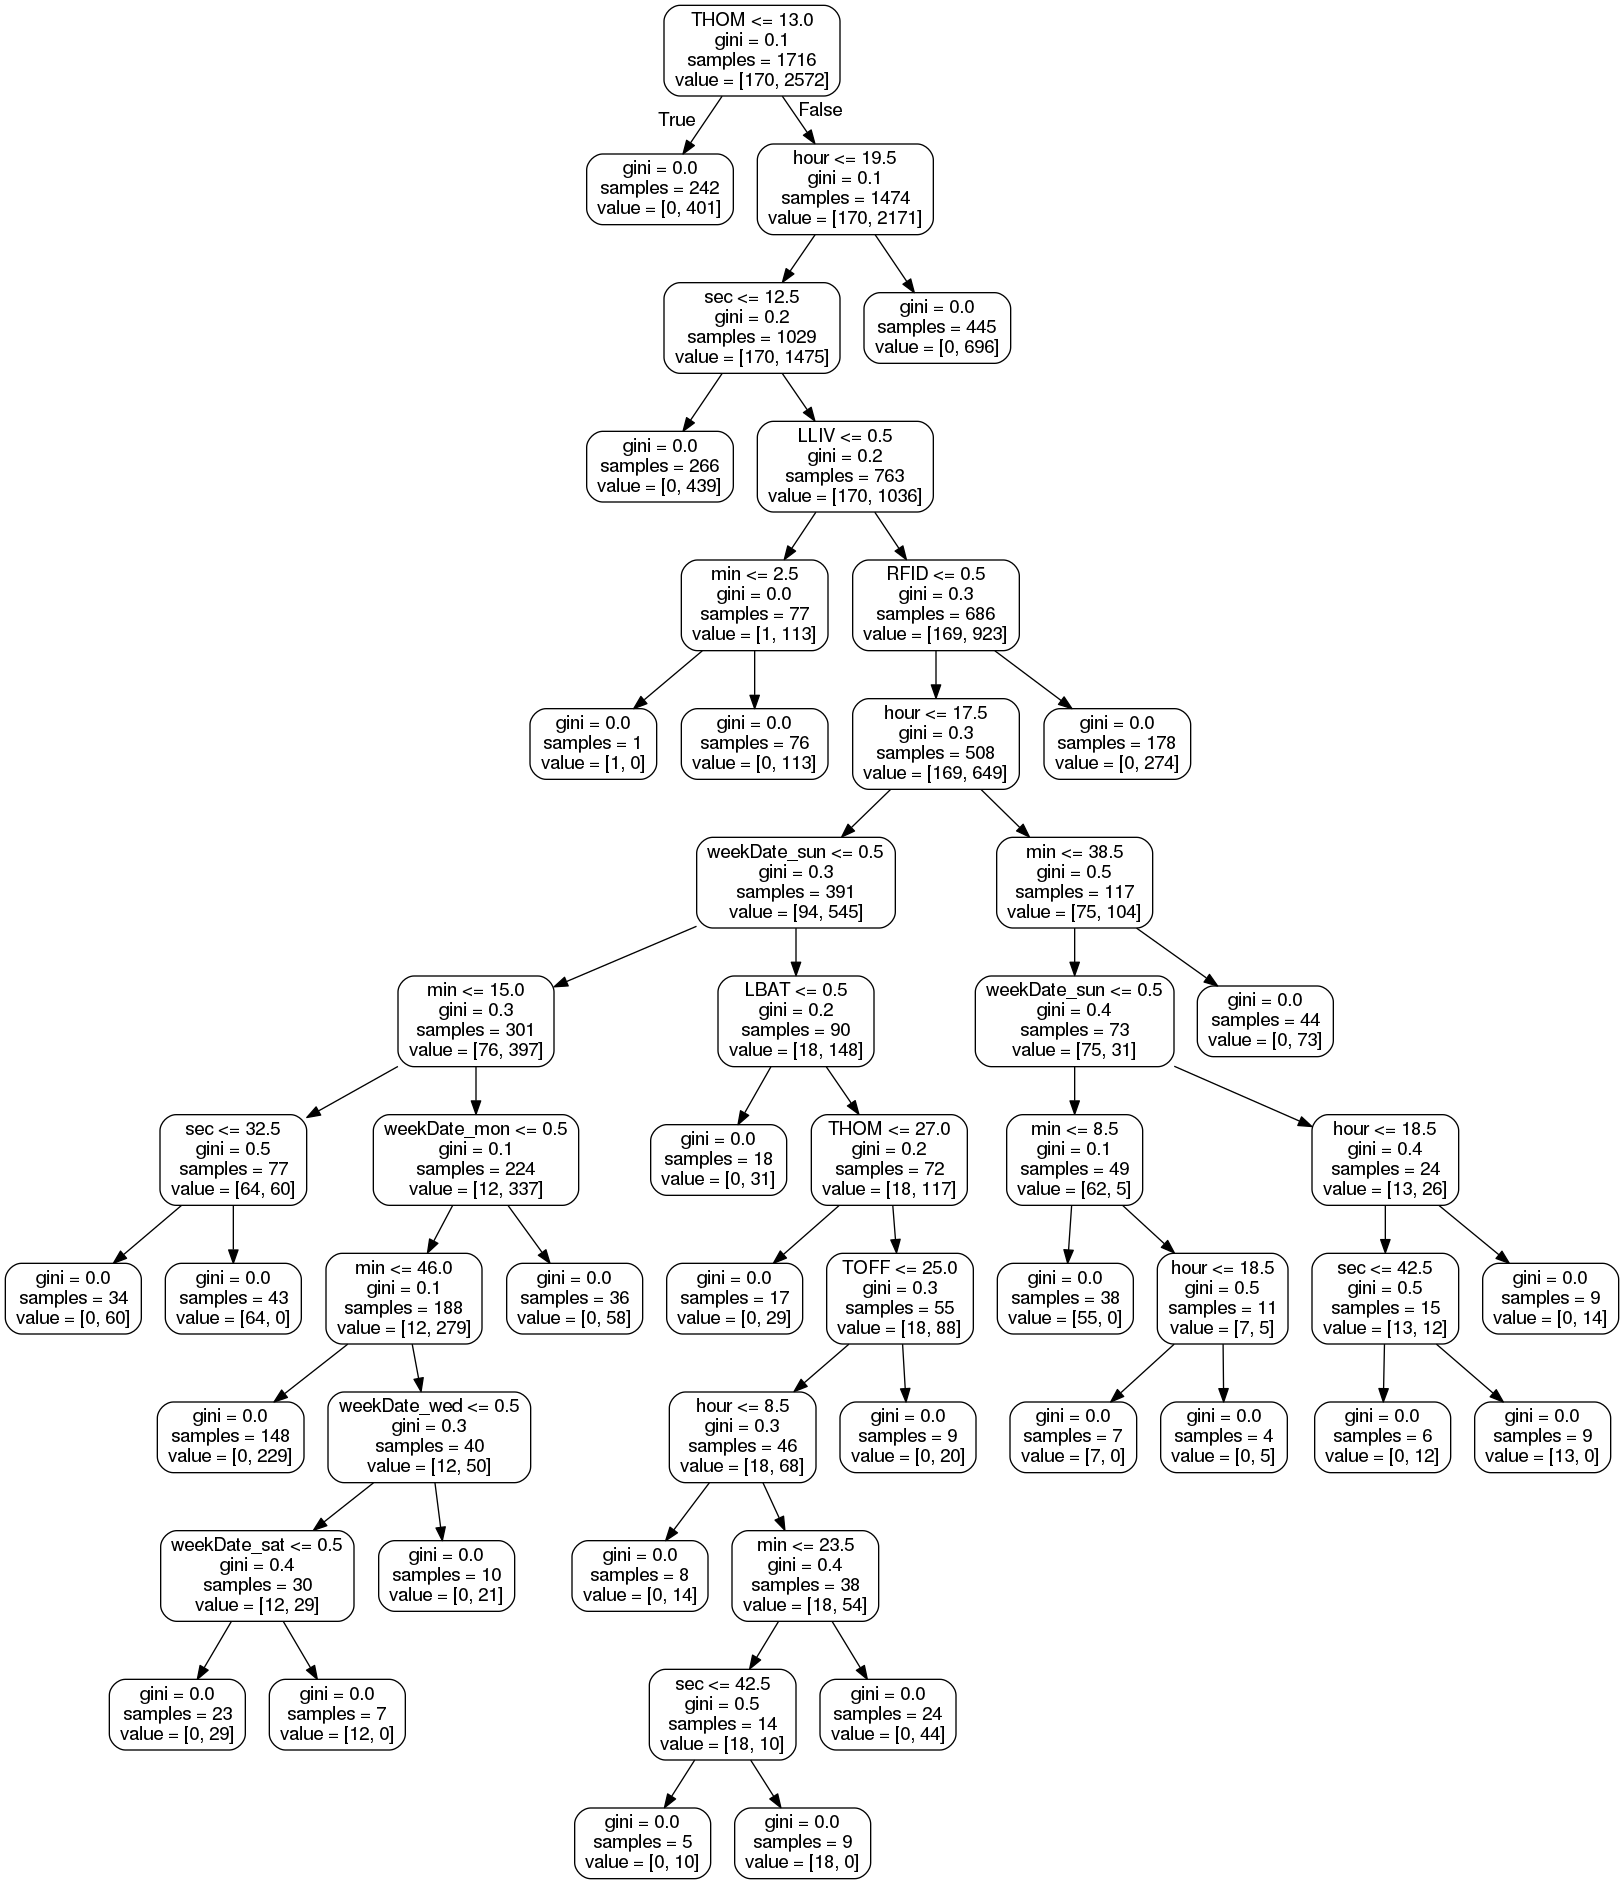 THOM <= 13.0
gini = 0.1
samples = 1716
value = [170, 2572]
True
False
gini = 0.0
samples = 242
value = [0, 401]
hour <= 19.5
gini = 0.1
samples = 1474
value = [170, 2171]
sec <= 12.5
gini = 0.2
samples = 1029
value = [170, 1475]
gini = 0.0
samples = 445
value = [0, 696]
gini = 0.0
samples = 266
value = [0, 439]
LLIV <= 0.5
gini = 0.2
samples = 763
value = [170, 1036]
min <= 2.5
gini = 0.0
samples = 77
value = [1, 113]
RFID <= 0.5
gini = 0.3
samples = 686
value = [169, 923]
gini = 0.0
samples = 1
value = [1, 0]
gini = 0.0
samples = 76
value = [0, 113]
hour <= 17.5
gini = 0.3
samples = 508
value = [169, 649]
gini = 0.0
samples = 178
value = [0, 274]
weekDate_sun <= 0.5
gini = 0.3
samples = 391
value = [94, 545]
min <= 38.5
gini = 0.5
samples = 117
value = [75, 104]
min <= 15.0
gini = 0.3
samples = 301
value = [76, 397]
LBAT <= 0.5
gini = 0.2
samples = 90
value = [18, 148]
weekDate_sun <= 0.5
gini = 0.4
samples = 73
value = [75, 31]
gini = 0.0
samples = 44
value = [0, 73]
sec <= 32.5
gini = 0.5
samples = 77
value = [64, 60]
weekDate_mon <= 0.5
gini = 0.1
samples = 224
value = [12, 337]
gini = 0.0
samples = 18
value = [0, 31]
THOM <= 27.0
gini = 0.2
samples = 72
value = [18, 117]
min <= 8.5
gini = 0.1
samples = 49
value = [62, 5]
hour <= 18.5
gini = 0.4
samples = 24
value = [13, 26]
gini = 0.0
samples = 34
value = [0, 60]
gini = 0.0
samples = 43
value = [64, 0]
min <= 46.0
gini = 0.1
samples = 188
value = [12, 279]
gini = 0.0
samples = 36
value = [0, 58]
gini = 0.0
samples = 17
value = [0, 29]
TOFF <= 25.0
gini = 0.3
samples = 55
value = [18, 88]
gini = 0.0
samples = 38
value = [55, 0]
hour <= 18.5
gini = 0.5
samples = 11
value = [7, 5]
sec <= 42.5
gini = 0.5
samples = 15
value = [13, 12]
gini = 0.0
samples = 9
value = [0, 14]
gini = 0.0
samples = 148
value = [0, 229]
weekDate_wed <= 0.5
gini = 0.3
samples = 40
value = [12, 50]
hour <= 8.5
gini = 0.3
samples = 46
value = [18, 68]
gini = 0.0
samples = 9
value = [0, 20]
gini = 0.0
samples = 7
value = [7, 0]
gini = 0.0
samples = 4
value = [0, 5]
gini = 0.0
samples = 6
value = [0, 12]
gini = 0.0
samples = 9
value = [13, 0]
weekDate_sat <= 0.5
gini = 0.4
samples = 30
value = [12, 29]
gini = 0.0
samples = 10
value = [0, 21]
gini = 0.0
samples = 8
value = [0, 14]
min <= 23.5
gini = 0.4
samples = 38
value = [18, 54]
gini = 0.0
samples = 23
value = [0, 29]
gini = 0.0
samples = 7
value = [12, 0]
sec <= 42.5
gini = 0.5
samples = 14
value = [18, 10]
gini = 0.0
samples = 24
value = [0, 44]
gini = 0.0
samples = 5
value = [0, 10]
gini = 0.0
samples = 9
value = [18, 0]